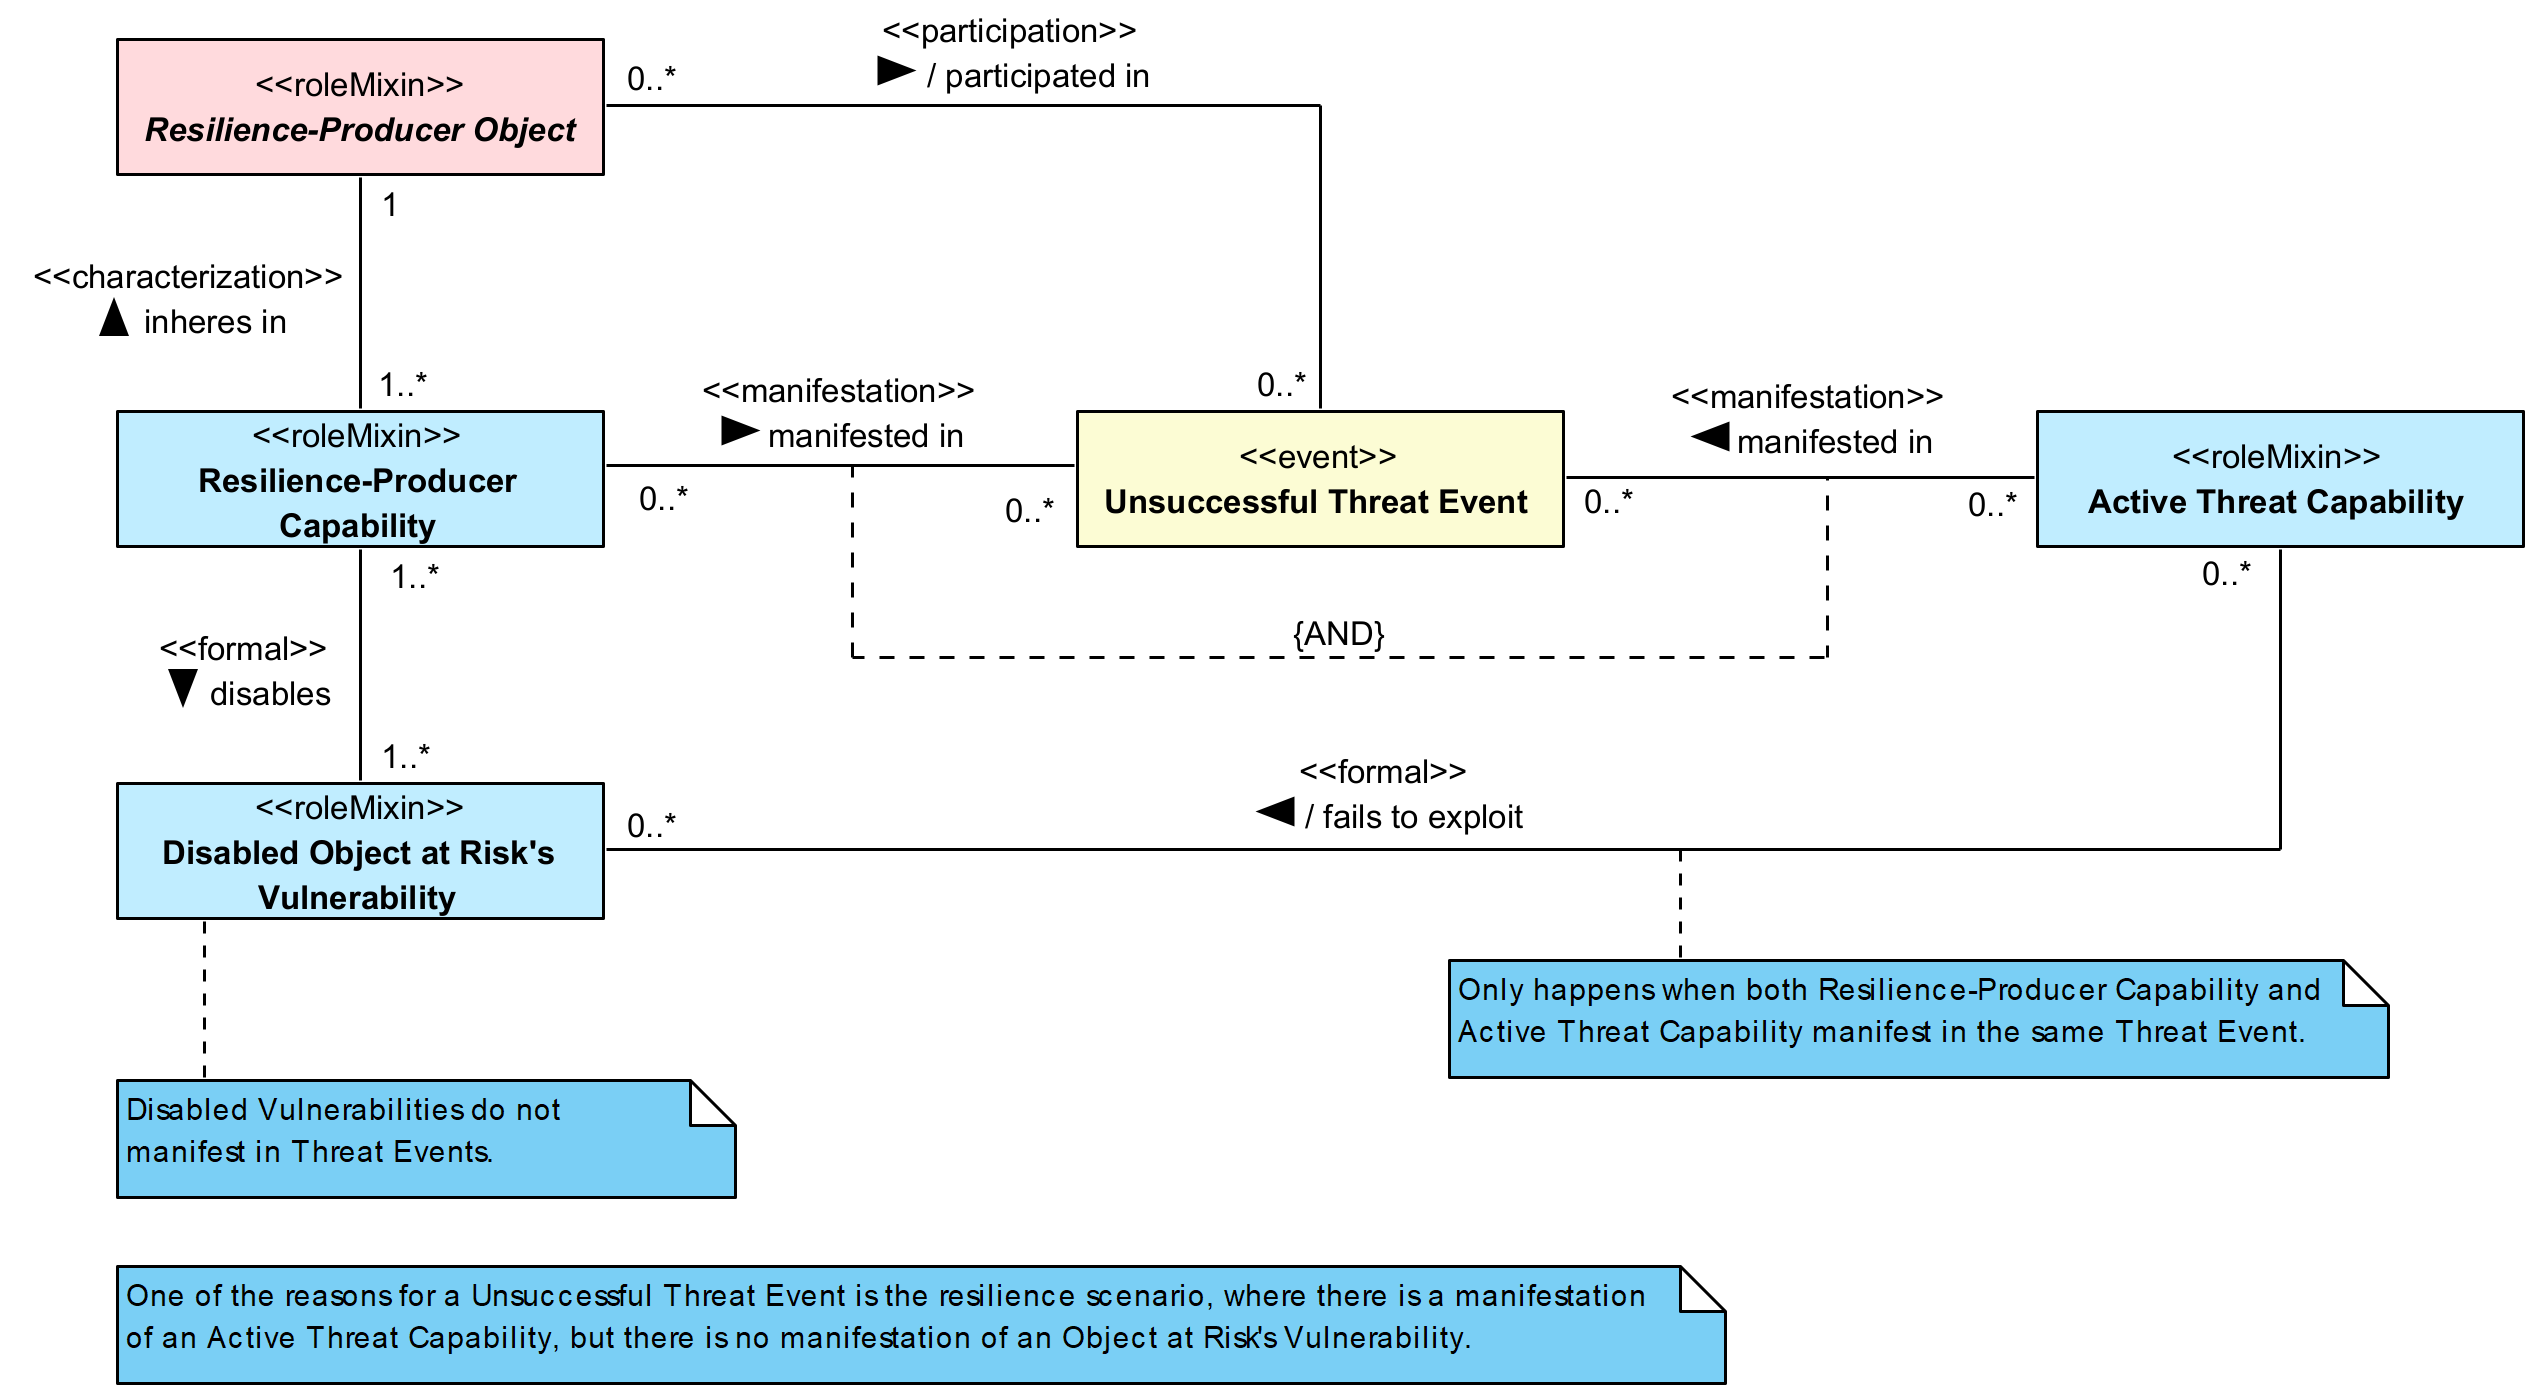 <<participation>>
/ participated in
0..*
<<roleMixin>>
Resilience-Producer Object
1
<<characterization>>
inheres in
1..*
<<manifestation>>
manifested in
0..*
<<manifestation>>
manifested in
<<roleMixin>>
Resilience-Producer
Capability
0..*
0..*
<<event>>
Unsuccessful Threat Event
0..*
0..*
<<roleMixin>>
Active Threat Capability
1..*
0..*
{AND}
<<formal>>
disables
1..*
<<formal>>
/ fails to exploit
0..*
<<roleMixin>>
Disabled Object at Risk's
Vulnerability
Only happens when both Resilience-Producer Capability and
Active Threat Capability manifest in the same Threat Event.
Disabled Vulnerabilities do not
manifest in Threat Events.
One of the reasons for a Unsuccessful Threat Event is the resilience scenario, where there is a manifestation
of an Active Threat Capability, but there is no manifestation of an Object at Risk's Vulnerability.